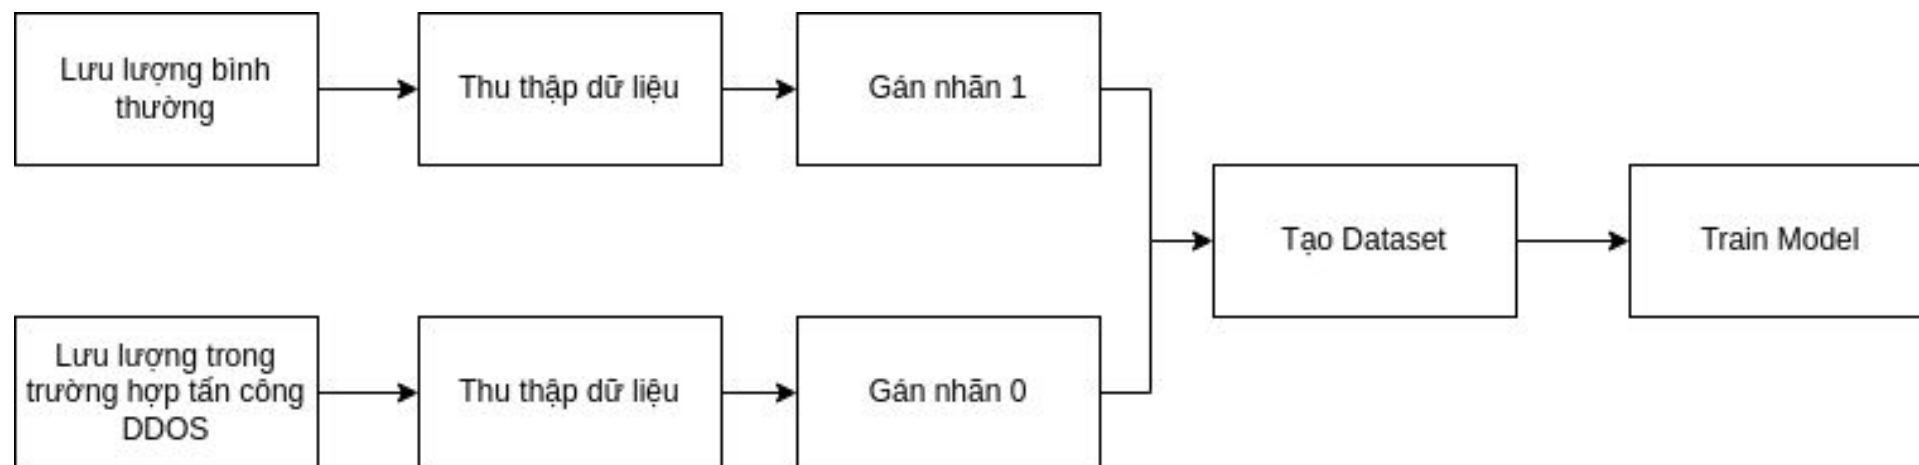 Lưu lượng bình
thường
Thu thập dữ liệu
Gán nhãn 1
Tạo Dataset
Train Model
Lưu lượng trong
trường hợp tấn công
DDOS
Thu thập dữ liệu
Gán nhãn 0